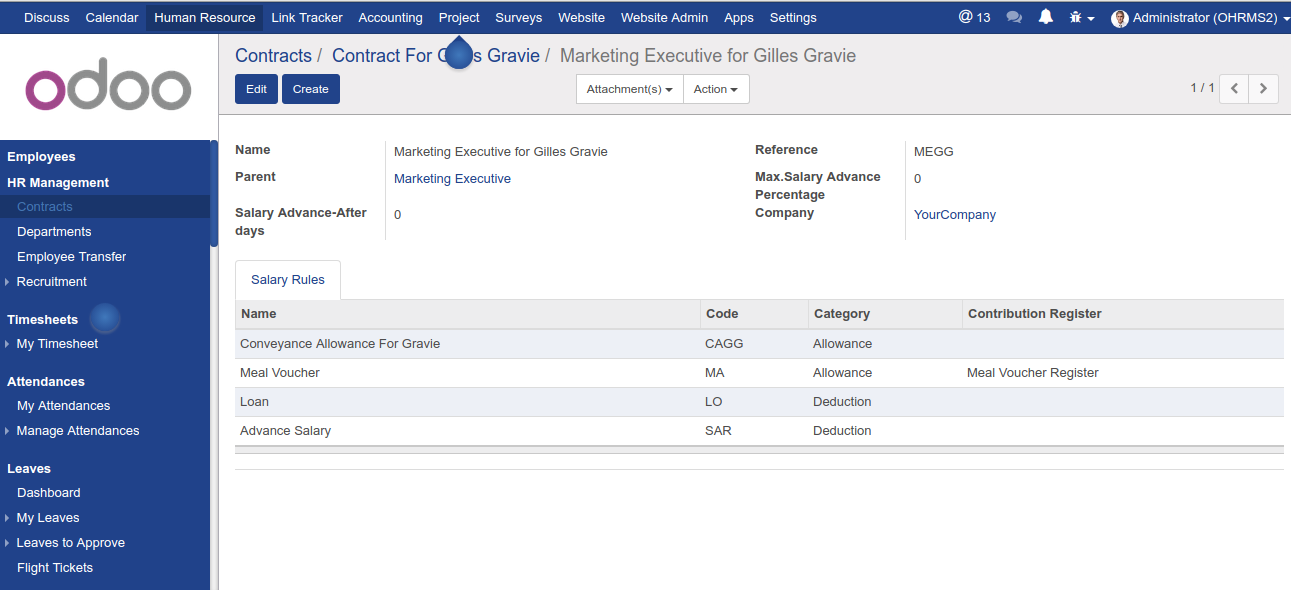 Discuss Calendar Human Resource Link Tracker Accounting Project Surveys Website Website Admin Apps Settings @ 13 Administrator (OHRMS2)
odoo
Contracts / Contract For G s Gravie / Marketing Executive for Gilles Gravie
Edit Create Attachment(s) Action 1 / 1
Employees
HR Management
Contracts
Departments
Employee Transfer
Recruitment
Timesheets
My Timesheet
Attendances
My Attendances
Manage Attendances
Leaves
Dashboard
My Leaves
Leaves to Approve
Flight Tickets
Name Marketing Executive for Gilles Gravie
Parent Marketing Executive
Salary Advance-After
days 0
Reference MEGG
Max.Salary Advance
Percentage 0
Company YourCompany
Salary Rules
Name Code Category Contribution Register
Conveyance Allowance For Gravie CAGG Allowance
Meal Voucher MA Allowance Meal Voucher Register
Loan LO Deduction
Advance Salary SAR Deduction